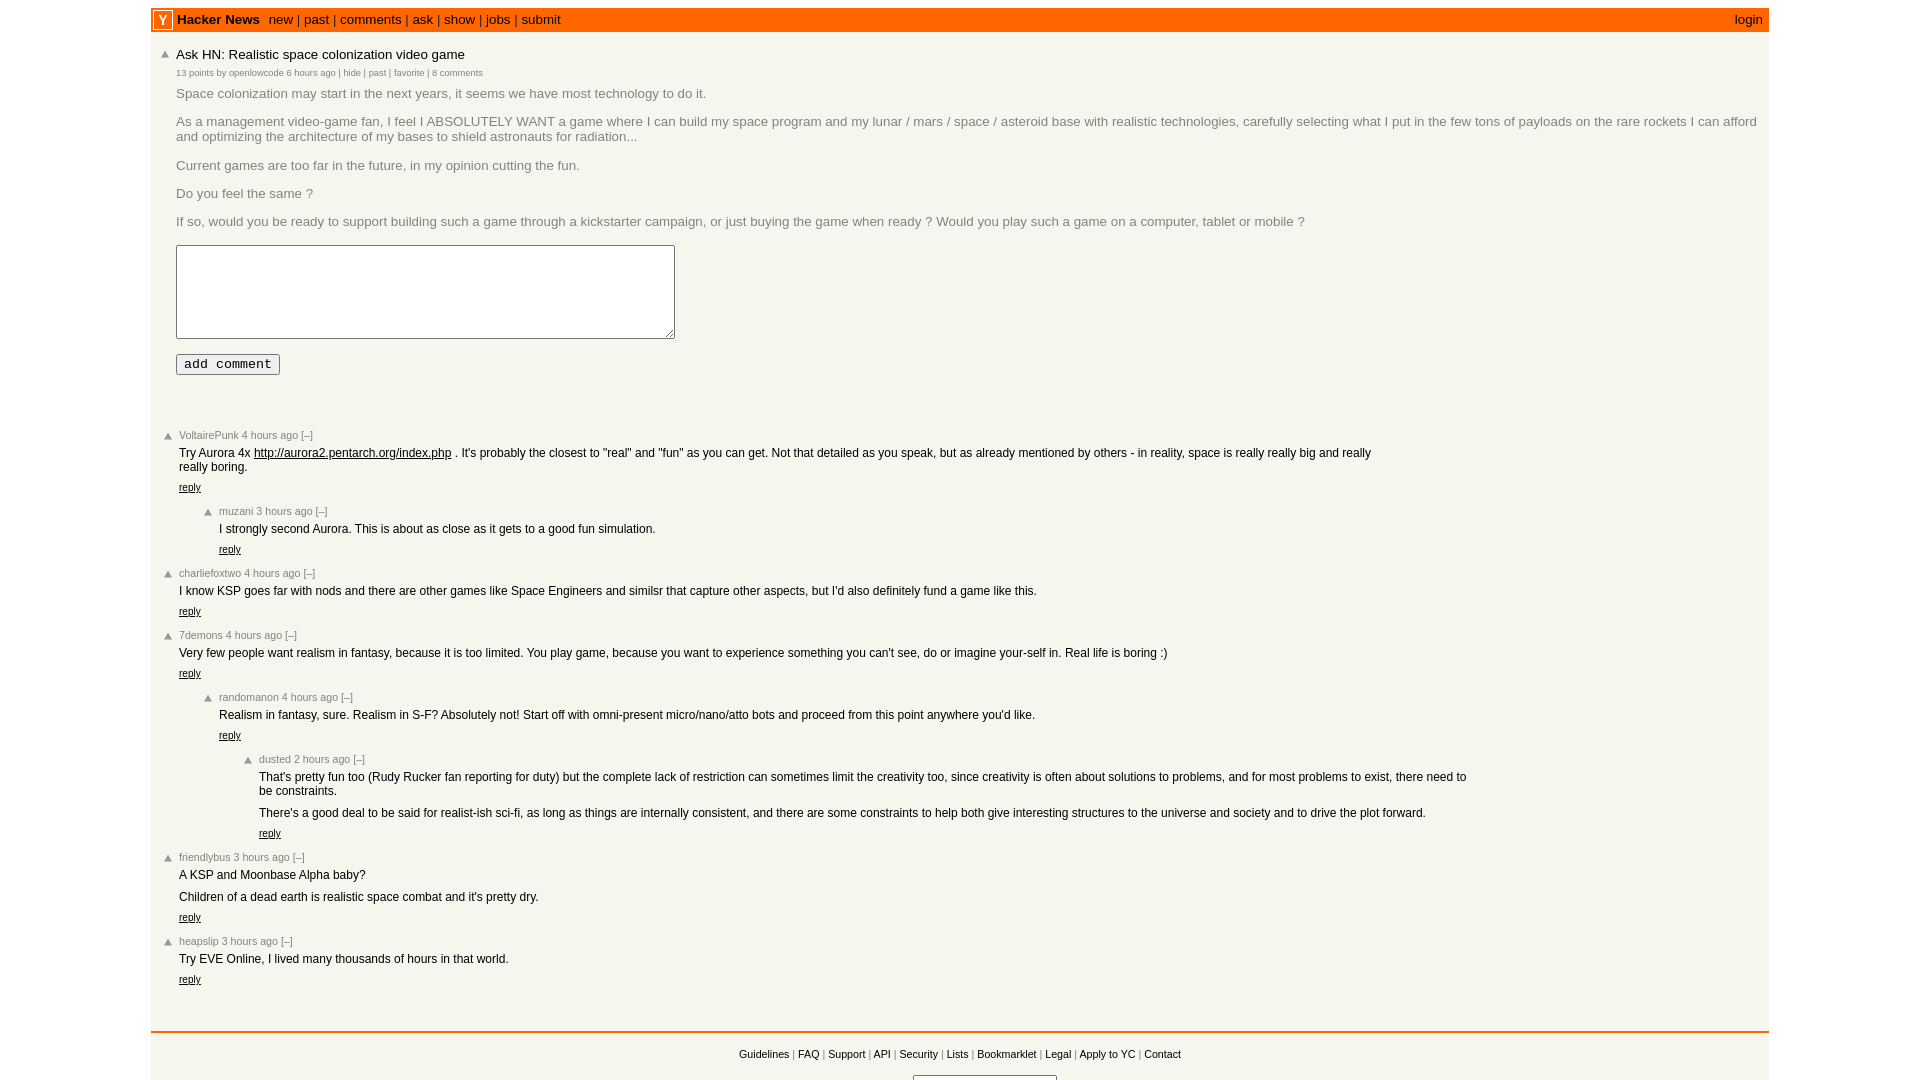 Y Hacker News new | past | comments | ask | show | jobs | submit login
Ask HN: Realistic space colonization video game
13 points by openlowcode 6 hours ago | hide | past | favorite | 8 comments
Space colonization may start in the next years, it seems we have most technology to do it.
As a management video-game fan, I feel I ABSOLUTELY WANT a game where I can build my space program and my lunar / mars / space / asteroid base with realistic technologies, carefully selecting what I put in the few tons of payloads on the rare rockets I can afford
and optimizing the architecture of my bases to shield astronauts for radiation...
Current games are too far in the future, in my opinion cutting the fun.
Do you feel the same ?
If so, would you be ready to support building such a game through a kickstarter campaign, or just buying the game when ready ? Would you play such a game on a computer, tablet or mobile ?
add comment
VoltairePunk 4 hours ago [–]
Try Aurora 4x http://aurora2.pentarch.org/index.php . It's probably the closest to "real" and "fun" as you can get. Not that detailed as you speak, but as already mentioned by others - in reality, space is really really big and really
really boring.
reply
muzani 3 hours ago [–]
I strongly second Aurora. This is about as close as it gets to a good fun simulation.
reply
charliefoxtwo 4 hours ago [–]
I know KSP goes far with nods and there are other games like Space Engineers and similsr that capture other aspects, but I'd also definitely fund a game like this.
reply
7demons 4 hours ago [–]
Very few people want realism in fantasy, because it is too limited. You play game, because you want to experience something you can't see, do or imagine your-self in. Real life is boring :)
reply
randomanon 4 hours ago [–]
Realism in fantasy, sure. Realism in S-F? Absolutely not! Start off with omni-present micro/nano/atto bots and proceed from this point anywhere you'd like.
reply
dusted 2 hours ago [–]
That's pretty fun too (Rudy Rucker fan reporting for duty) but the complete lack of restriction can sometimes limit the creativity too, since creativity is often about solutions to problems, and for most problems to exist, there need to
be constraints.
There's a good deal to be said for realist-ish sci-fi, as long as things are internally consistent, and there are some constraints to help both give interesting structures to the universe and society and to drive the plot forward.
reply
friendlybus 3 hours ago [–]
A KSP and Moonbase Alpha baby?
Children of a dead earth is realistic space combat and it's pretty dry.
reply
heapslip 3 hours ago [–]
Try EVE Online, I lived many thousands of hours in that world.
reply
Guidelines | FAQ | Support | API | Security | Lists | Bookmarklet | Legal | Apply to YC | Contact